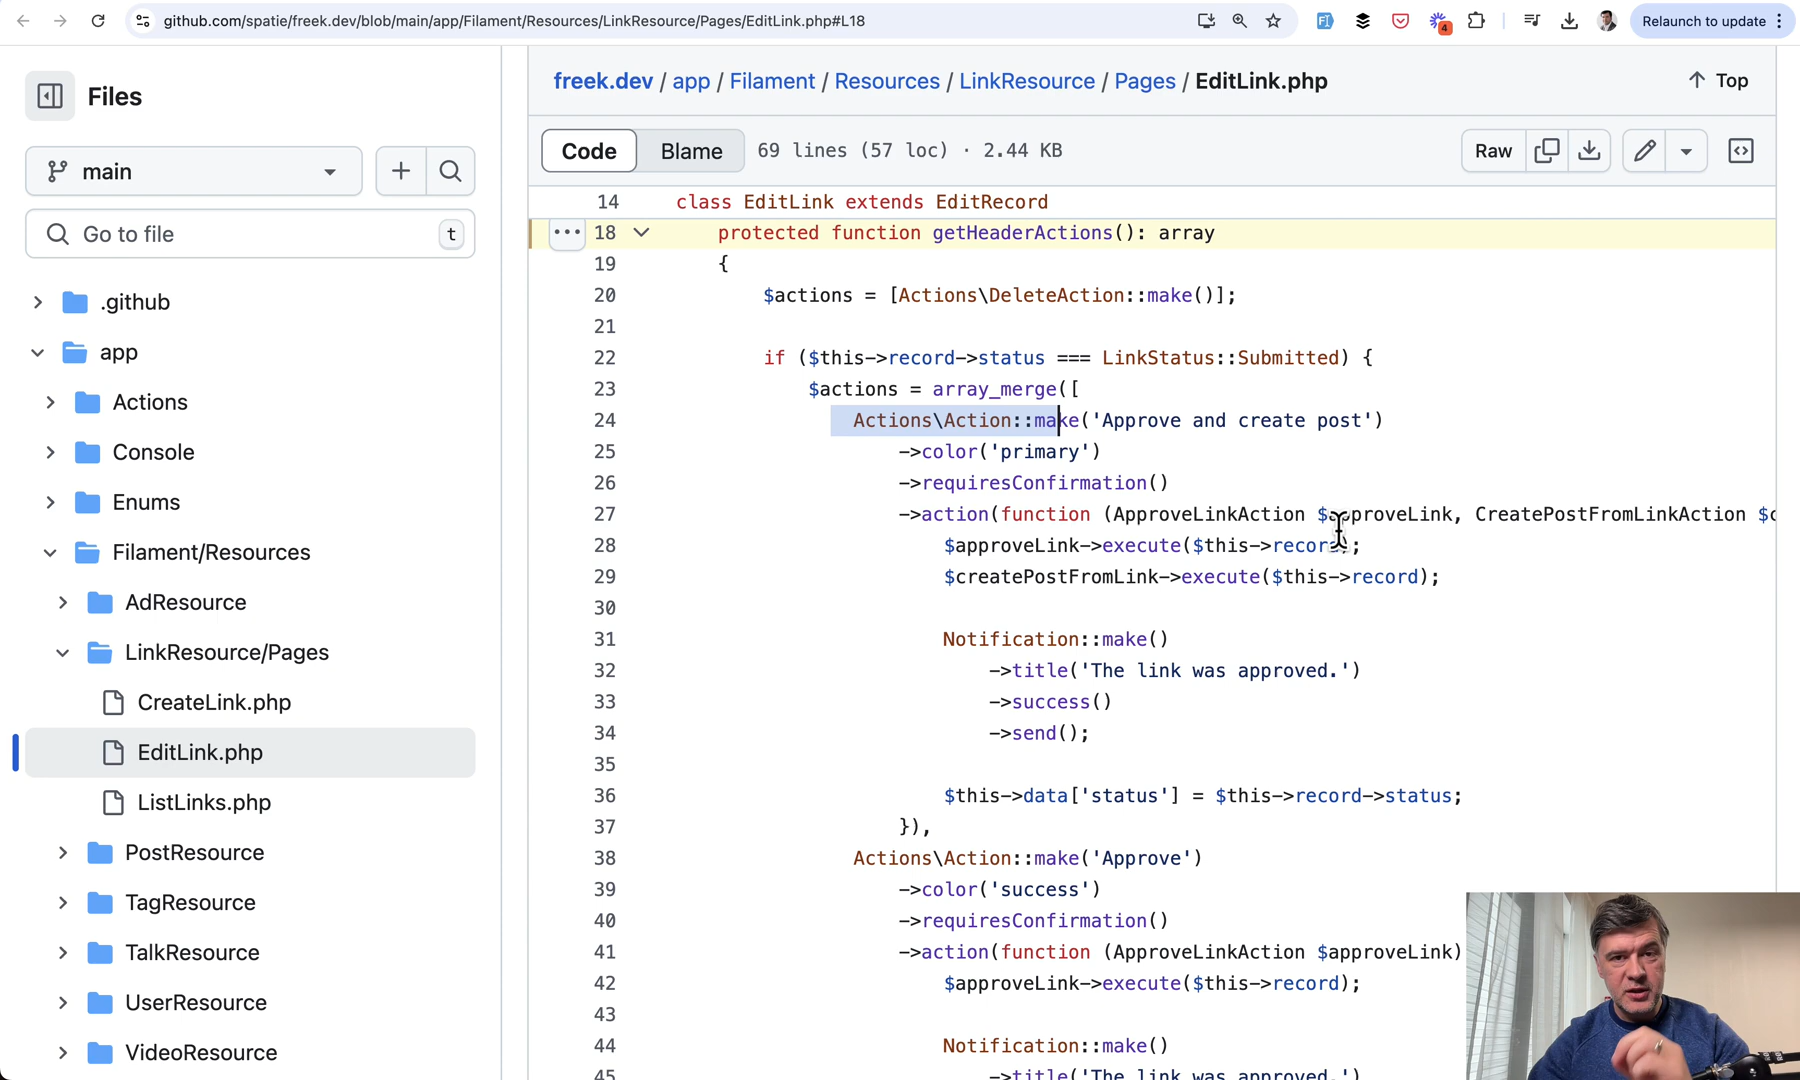 github.com/spatie/freek.dev/blob/main/app/Filament/Resources/LinkResource/Pages/EditLink.php#L18
4
Relaunch to update
Files
main
Go to file
t
.github
app
Actions
Console
Enums
Filament/Resources
AdResource
LinkResource/Pages
CreateLink.php
EditLink.php
ListLinks.php
PostResource
TagResource
TalkResource
UserResource
VideoResource
freek.dev / app / Filament / Resources / LinkResource / Pages / EditLink.php
Top
Code
Blame
69 lines (57 loc) · 2.44 KB
Raw
14 class EditLink extends EditRecord
18 protected function getHeaderActions(): array
19 {
20 $actions = [Actions\DeleteAction::make()];
21
22 if ($this->record->status === LinkStatus::Submitted) {
23 $actions = array_merge([
24 Actions\Action::make('Approve and create post')
25 ->color('primary')
26 ->requiresConfirmation()
27 ->action(function (ApproveLinkAction $approveLink, CreatePostFromLinkAction $c
28 $approveLink->execute($this->record);
29 $createPostFromLink->execute($this->record);
30
31 Notification::make()
32 ->title('The link was approved.')
33 ->success()
34 ->send();
35
36 $this->data['status'] = $this->record->status;
37 }),
38 Actions\Action::make('Approve')
39 ->color('success')
40 ->requiresConfirmation()
41 ->action(function (ApproveLinkAction $approveLink)
42 $approveLink->execute($this->record);
43
44 Notification::make()
45 ->title('The link was approved.')